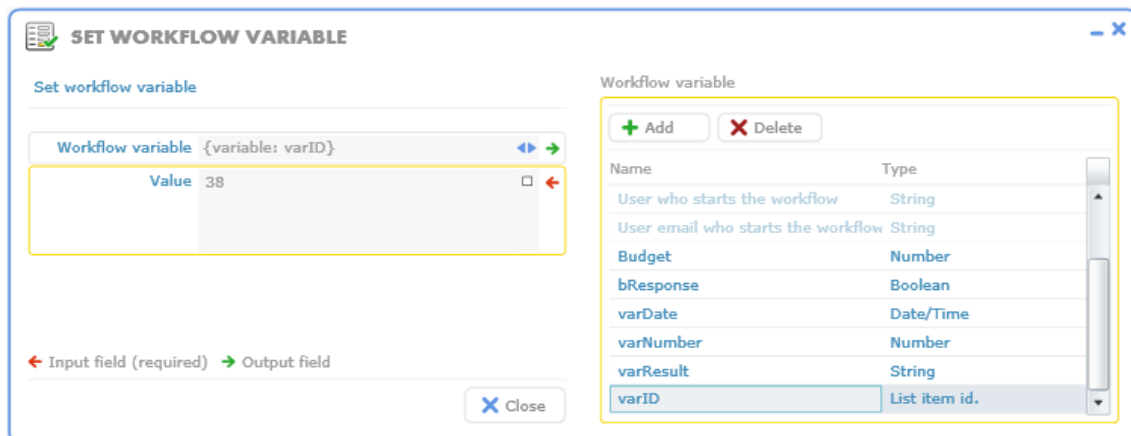 SET WORKFLOW VARIABLE
Set workflow variable
Workflow variable {variable: varID}
Value 38
Input field (required) Output field
Close
Workflow variable
Add Delete
Name Type
User who starts the workflow String
User email who starts the workflow String
Budget Number
bResponse Boolean
varDate Date/Time
varNumber Number
varResult String
varID List item id.